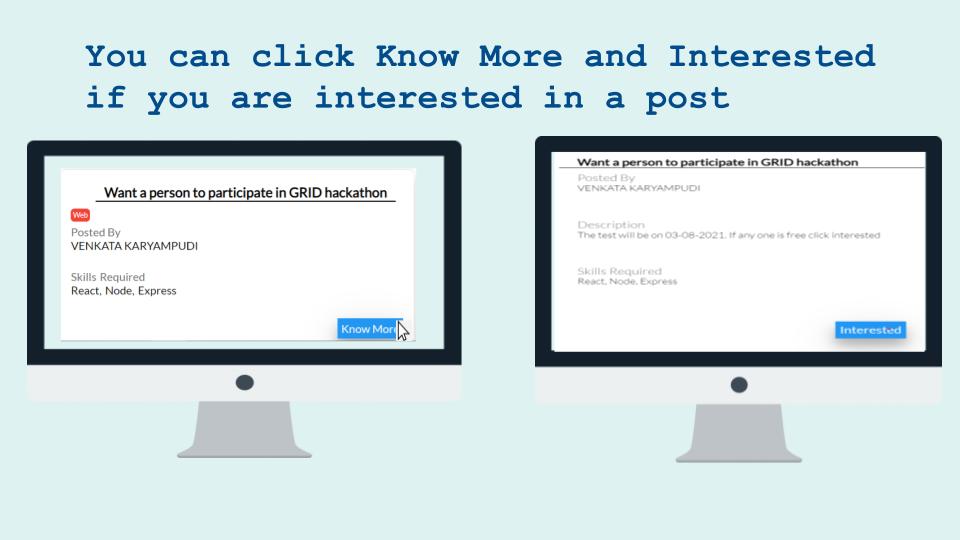 You can click Know More and Interested
if you are interested in a post
Want a person to participate in GRID hackathon
Web
Posted By
VENKATA KARYAMPUDI
Skills Required
React, Node, Express
Know More
Want a person to participate in GRID hackathon
Posted By
VENKATA KARYAMPUDI
Description
The test will be on 03-08-2021. If any one is free click interested
Skills Required
React, Node, Express
Interested